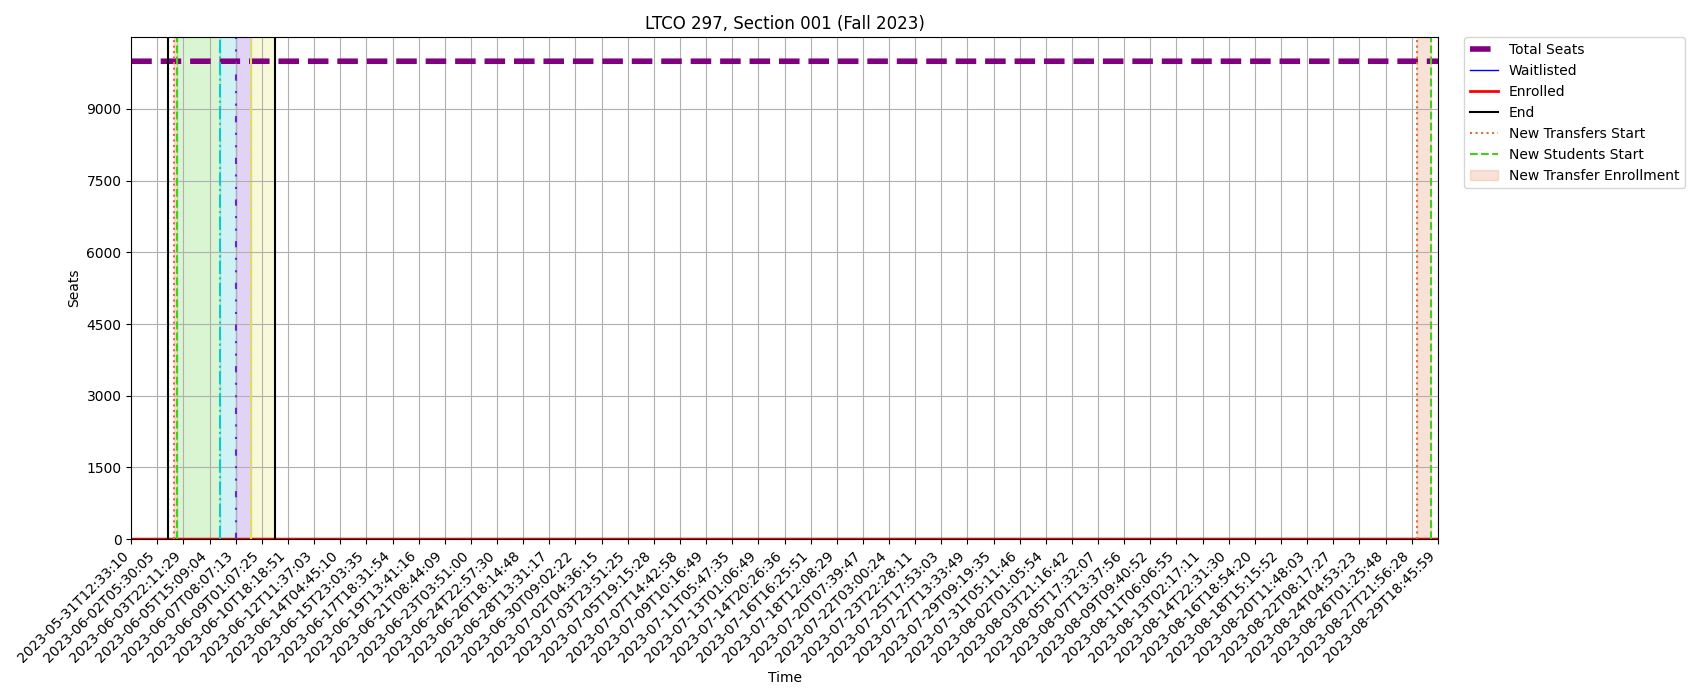 LTCO 297, Section 001 (Fall 2023)
Total Seats
Waitlisted
Enrolled
End
New Transfers Start
New Students Start
New Transfer Enrollment
Seats
9000
7500
6000
4500
3000
1500
0
2023-05-31T12:33:10
2023-06-02T05:30:05
2023-06-03T22:11:29
2023-06-05T15:09:04
2023-06-07T08:07:13
2023-06-09T01:07:25
2023-06-10T18:18:51
2023-06-12T11:37:03
2023-06-14T04:45:10
2023-06-15T23:03:35
2023-06-17T18:31:54
2023-06-19T13:41:16
2023-06-21T08:44:09
2023-06-23T03:51:00
2023-06-24T22:57:30
2023-06-26T18:14:48
2023-06-28T13:31:17
2023-06-30T09:02:22
2023-07-02T04:36:15
2023-07-03T23:51:25
2023-07-05T19:15:28
2023-07-07T14:42:58
2023-07-09T10:16:49
2023-07-11T05:47:35
2023-07-13T01:06:49
2023-07-14T20:26:36
2023-07-16T16:25:51
2023-07-18T12:08:29
2023-07-20T07:39:47
2023-07-22T03:00:24
2023-07-23T22:28:11
2023-07-25T17:53:03
2023-07-27T13:33:49
2023-07-29T09:19:35
2023-07-31T05:11:46
2023-08-02T01:05:54
2023-08-03T21:16:42
2023-08-05T17:32:07
2023-08-07T13:37:56
2023-08-09T09:40:52
2023-08-11T06:06:55
2023-08-13T02:17:11
2023-08-14T22:31:30
2023-08-16T18:54:20
2023-08-18T15:15:52
2023-08-20T11:48:03
2023-08-22T08:17:27
2023-08-24T04:53:23
2023-08-26T01:25:48
2023-08-27T21:56:28
2023-08-29T18:45:59
Time